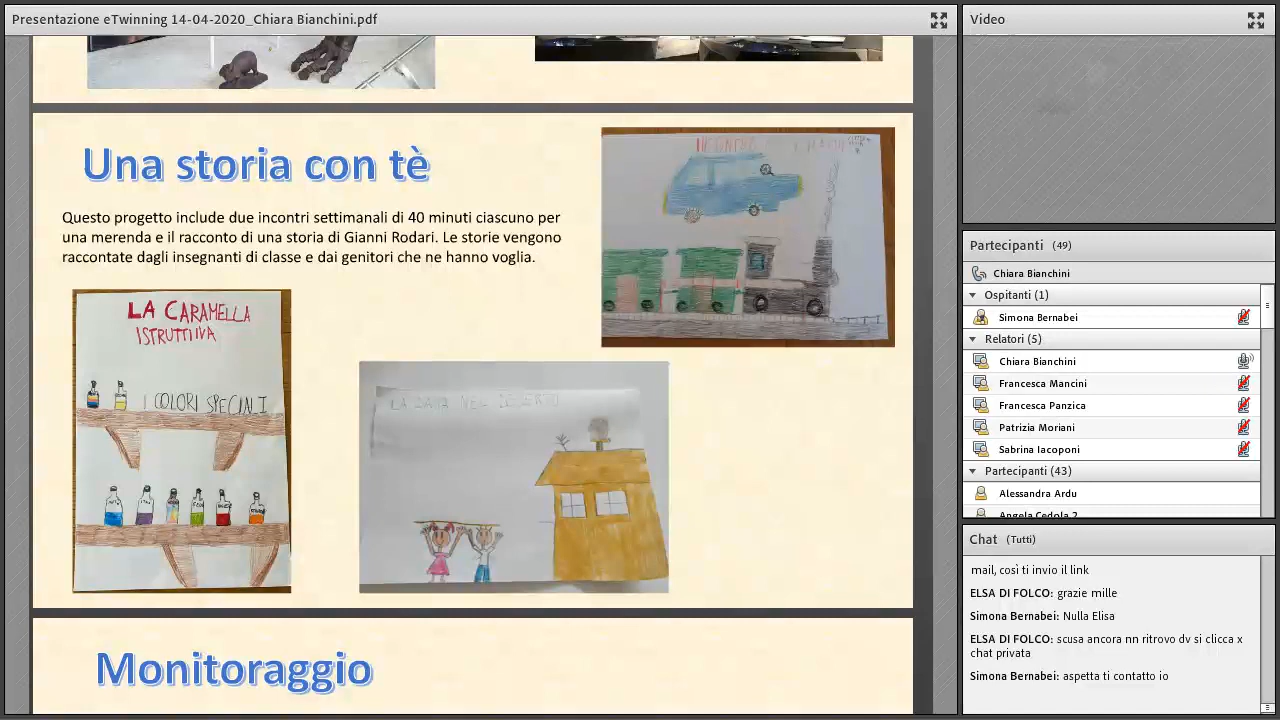 Presentazione eTwinning 14-04-2020_Chiara Bianchini.pdf
Una storia con tè
Questo progetto include due incontri settimanali di 40 minuti ciascuno per
una merenda e il racconto di una storia di Gianni Rodari. Le storie vengono
raccontate dagli insegnanti di classe e dai genitori che ne hanno voglia.
LA CARAMELLA
ISTRUTTIVA
I COLORI SPECIALI
Monitoraggio
Video
Partecipanti (49)
Chiara Bianchini
Ospitanti (1)
Simona Bernabei
Relatori (5)
Chiara Bianchini
Francesca Mancini
Francesca Panzica
Patrizia Moriani
Sabrina Iacoponi
Partecipanti (43)
Alessandra Ardu
Angela Cedola 2
Chat (Tutti)
mail, così ti invio il link
ELSA DI FOLCO: grazie mille
Simona Bernabei: Nulla Elisa
ELSA DI FOLCO: scusa ancora nn ritrovo dv si clicca x
chat privata
Simona Bernabei: aspetta ti contatto io